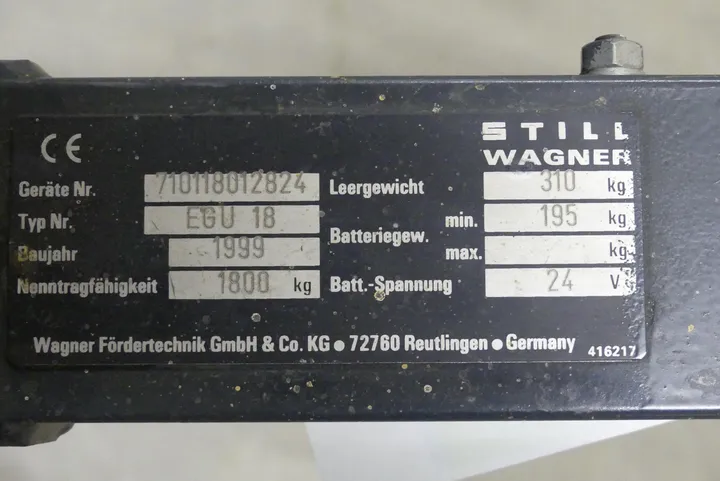 CE
STILL
WAGNER
Geräte Nr. 710118012824
Leergewicht 310 kg
Typ Nr. EGU 18
Batteriegew. min. 195 kg
max. kg
Baujahr 1999
Nenntragfähigkeit 1800 kg
Batt.-Spannung 24 V
Wagner Fördertechnik GmbH & Co. KG ● 72760 Reutlingen ● Germany
416217